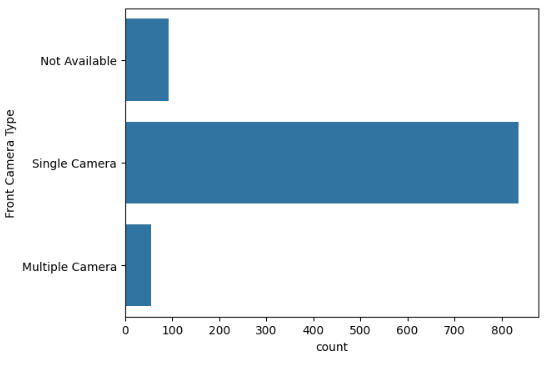 Front Camera Type
Not Available
Single Camera
Multiple Camera
0 100 200 300 400 500 600 700 800
count